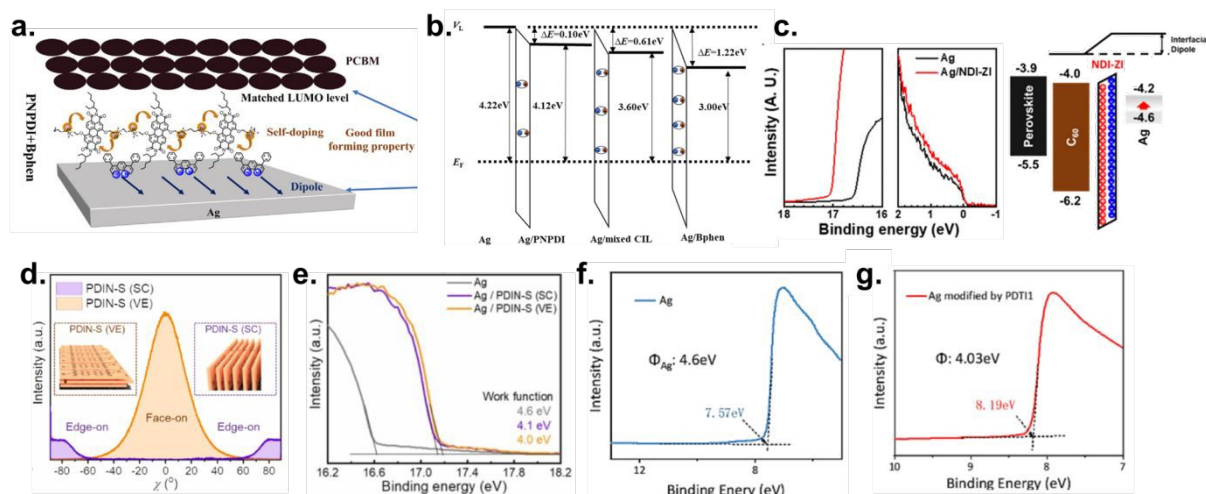 a.
PNPDI+Bphen
PCBM
Matched LUMO level
Self-doping
Good film
forming property
Dipole
Ag
b.
V_L
ΔE=0.10eV
ΔE=0.61eV
ΔE=1.22eV
4.22eV
4.12eV
3.60eV
3.00eV
E_F
Ag
Ag/PNPDI
Ag/mixed CIL
Ag/Bphen
c.
Intensity (A. U.)
Ag
Ag/NDI-ZI
18 17 16 2 1 0 -1
Binding energy (eV)
Interfacial
Dipole
NDI-ZI
-3.9
-4.0
-4.2
-4.6
Perovskite
C60
Ag
-5.5
-6.2
d.
Intensity (a.u.)
PDIN-S (SC)
PDIN-S (VE)
PDIN-S (VE)
PDIN-S (SC)
Edge-on
Face-on
Edge-on
-80 -60 -40 -20 0 20 40 60 80
χ (°)
e.
Intensity (a.u.)
Ag
Ag / PDIN-S (SC)
Ag / PDIN-S (VE)
Work function
4.6 eV
4.1 eV
4.0 eV
16.2 16.6 17.0 17.4 17.8 18.2
Binding energy (eV)
f.
Intensity (a.u.)
Ag
Φ_Ag: 4.6eV
7.57eV
12 8
Binding Energy (eV)
g.
Intensity (a.u.)
Ag modified by PDTI1
Φ: 4.03eV
8.19eV
10 9 8 7
Binding Energy (eV)